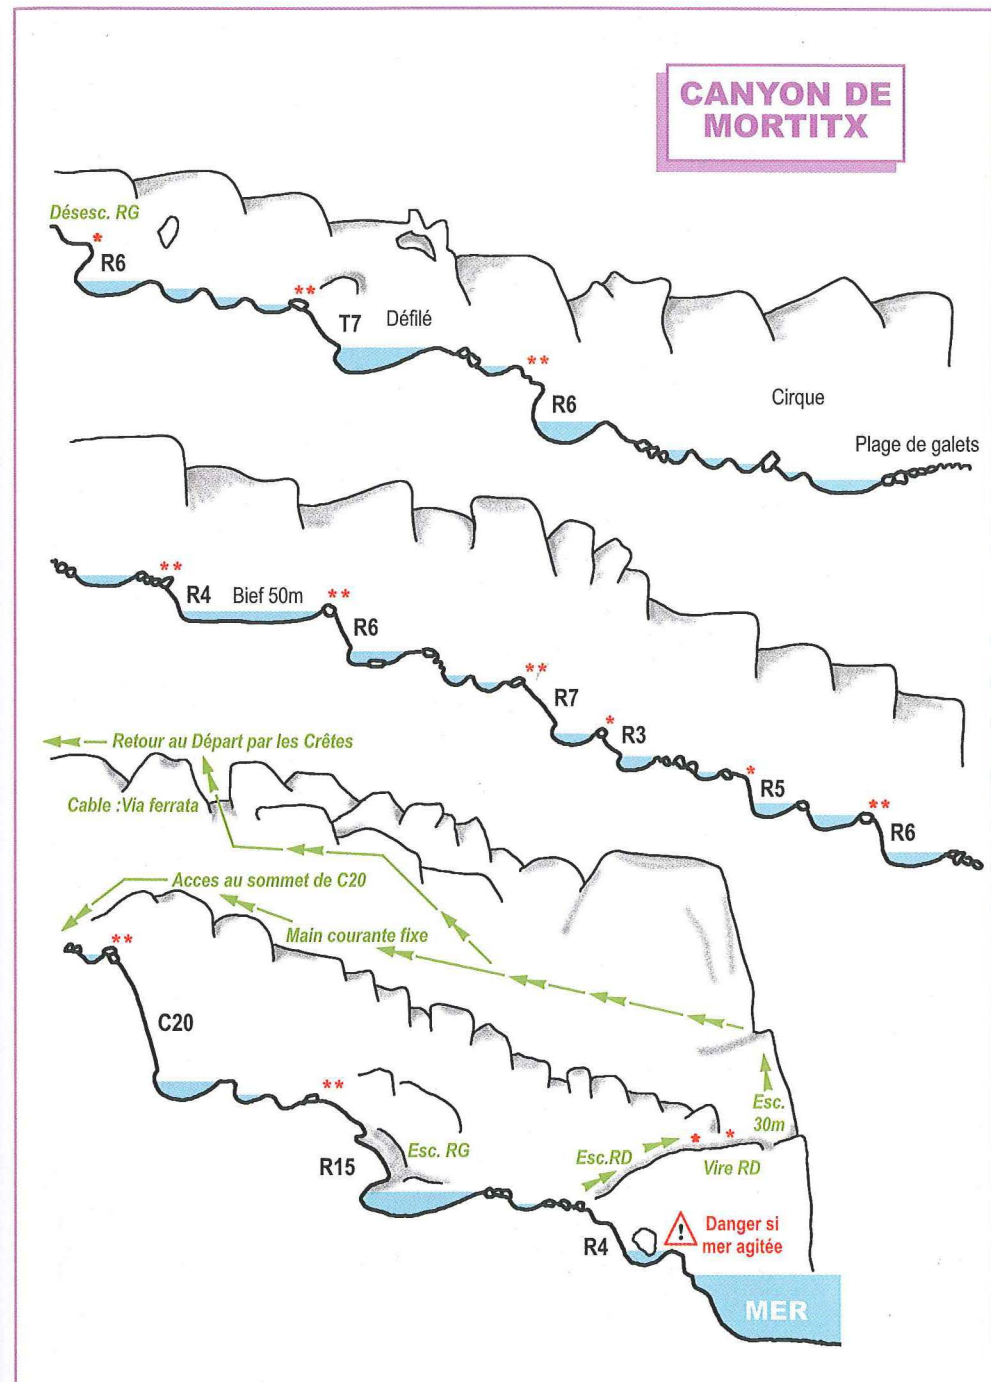 CANYON DE
MORTITX
Désesc. RG
*
R6
**
T7
Défilé
**
R6
Cirque
Plage de galets
**
R4
Bief 50m
**
R6
**
R7
*
R3
*
R5
**
R6
Retour au Départ par les Crêtes
Cable :Via ferrata
Acces au sommet de C20
Main courante fixe
**
C20
**
R15
Esc. RG
Esc.RD
*
*
Vire RD
Esc.
30m
R4
!
Danger si
mer agitée
MER